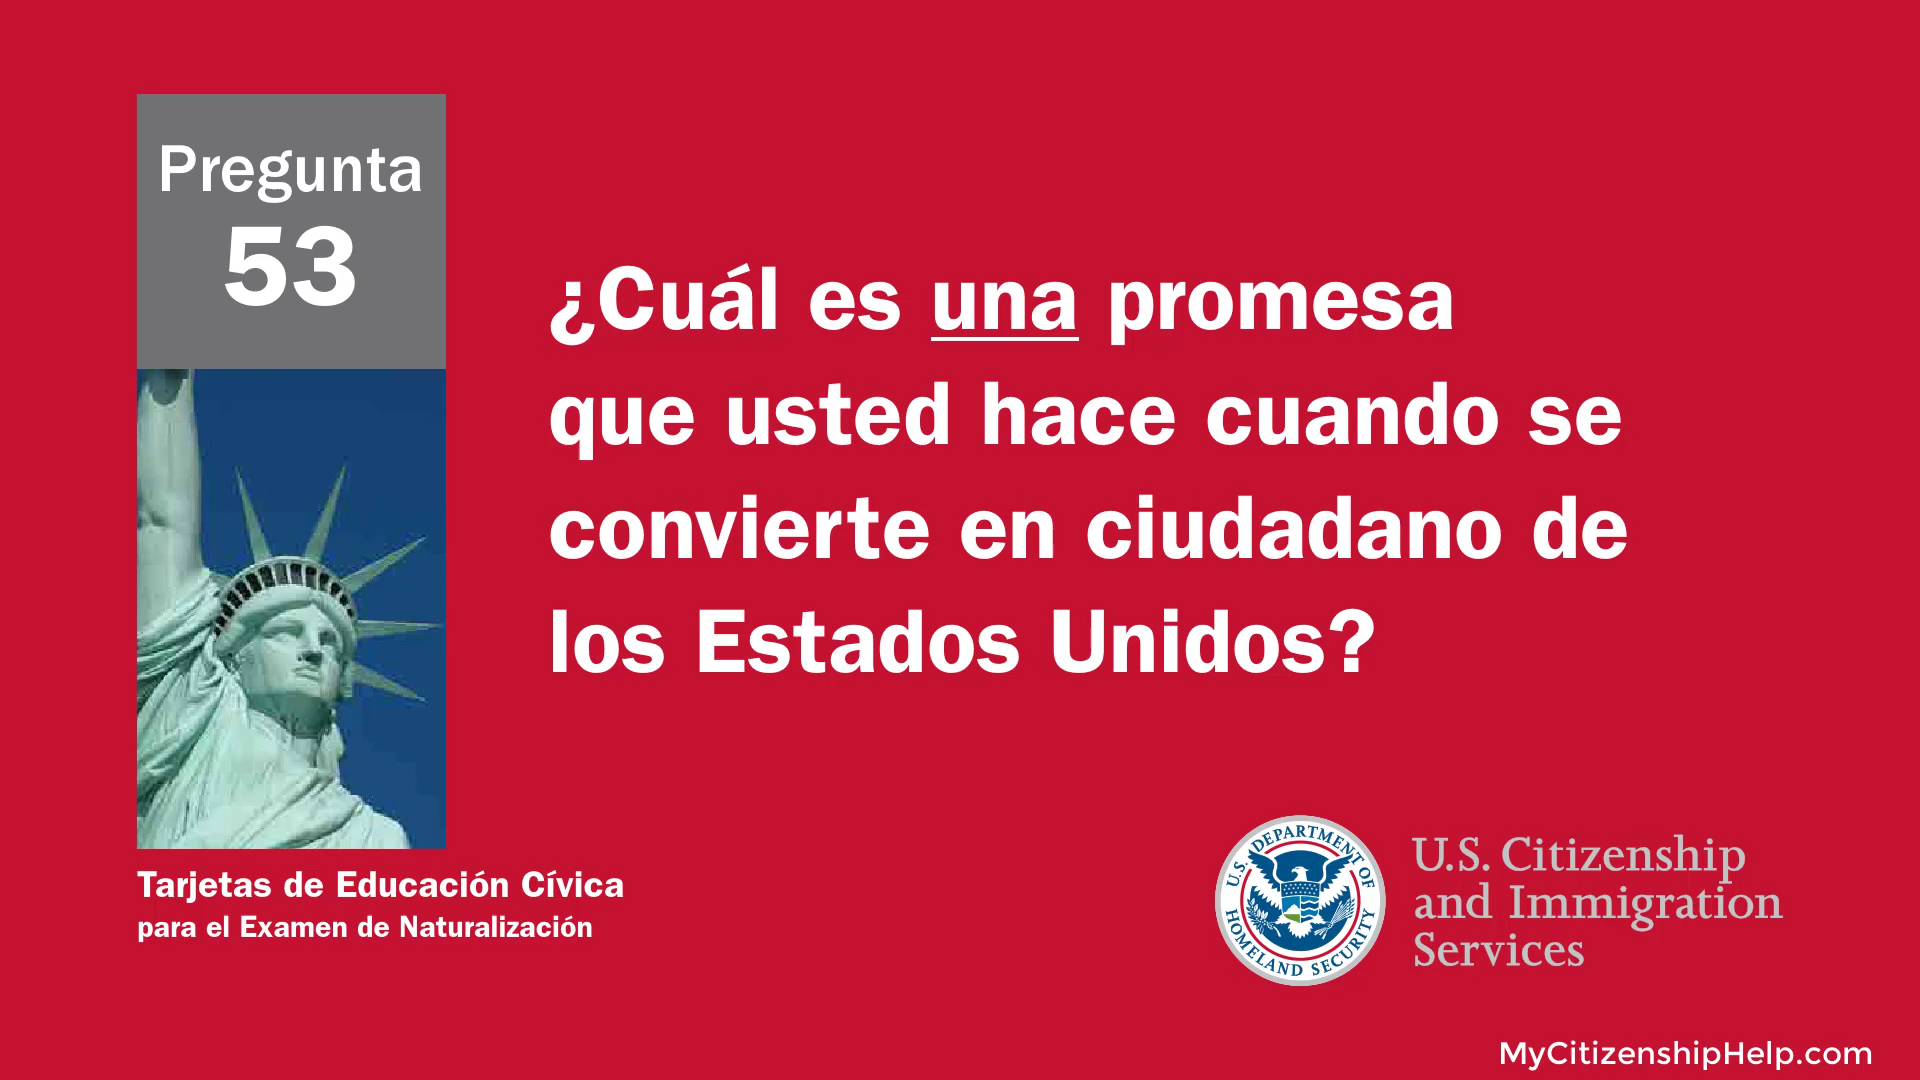 Pregunta
53
¿Cuál es una promesa
que usted hace cuando se
convierte en ciudadano de
los Estados Unidos?
Tarjetas de Educación Cívica
para el Examen de Naturalización
U.S. DEPARTMENT OF
HOMELAND SECURITY
U.S. Citizenship
and Immigration
Services
MyCitizenshipHelp.com